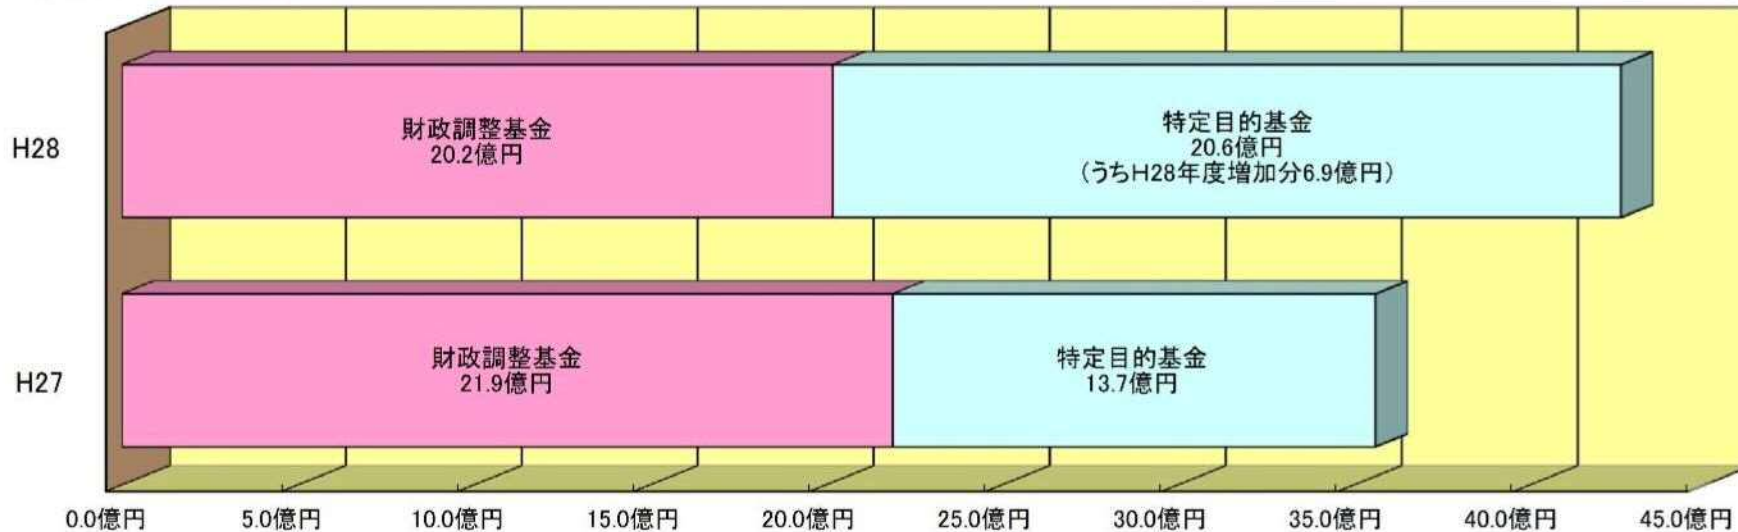 H28
財政調整基金
20.2億円
特定目的基金
20.6億円
（うちH28年度増加分6.9億円）
H27
財政調整基金
21.9億円
特定目的基金
13.7億円
0.0億円 5.0億円 10.0億円 15.0億円 20.0億円 25.0億円 30.0億円 35.0億円 40.0億円 45.0億円